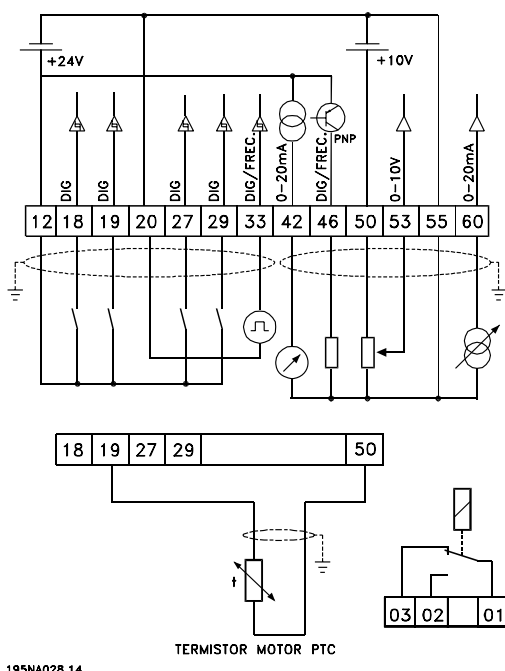 +24V
+10V
PNP
DIG
DIG
DIG
DIG
DIG/FREC.
0-20mA
DIG/FREC.
0-10V
0-20mA
12 18 19 20 27 29 33 42 46 50 53 55 60
18 19 27 29 50
t
03 02 01
TERMISTOR MOTOR PTC
195NA028.14